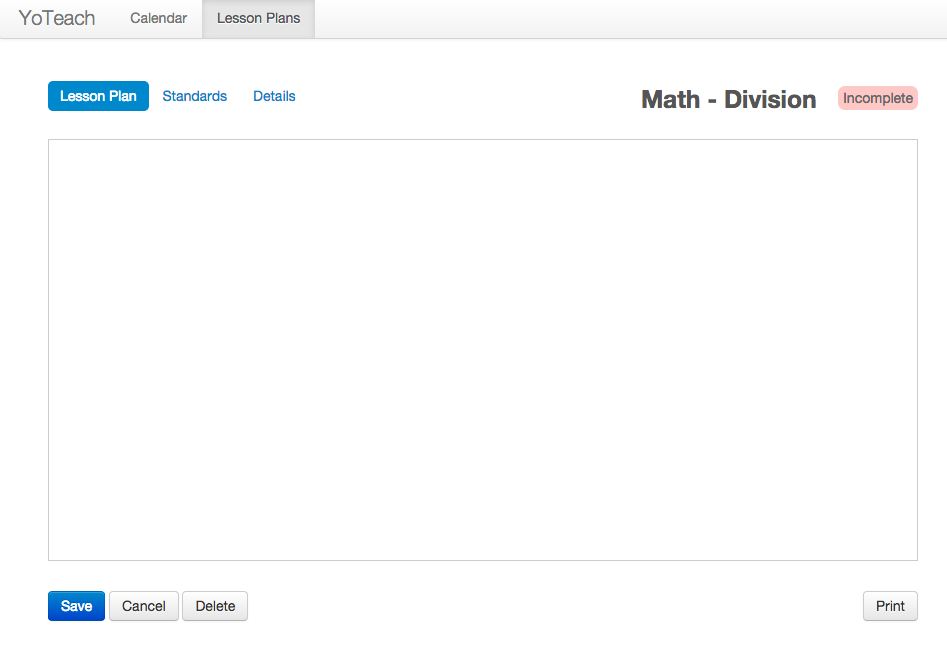 YoTeach Calendar Lesson Plans
Lesson Plan Standards Details Math - Division Incomplete
Save Cancel Delete Print